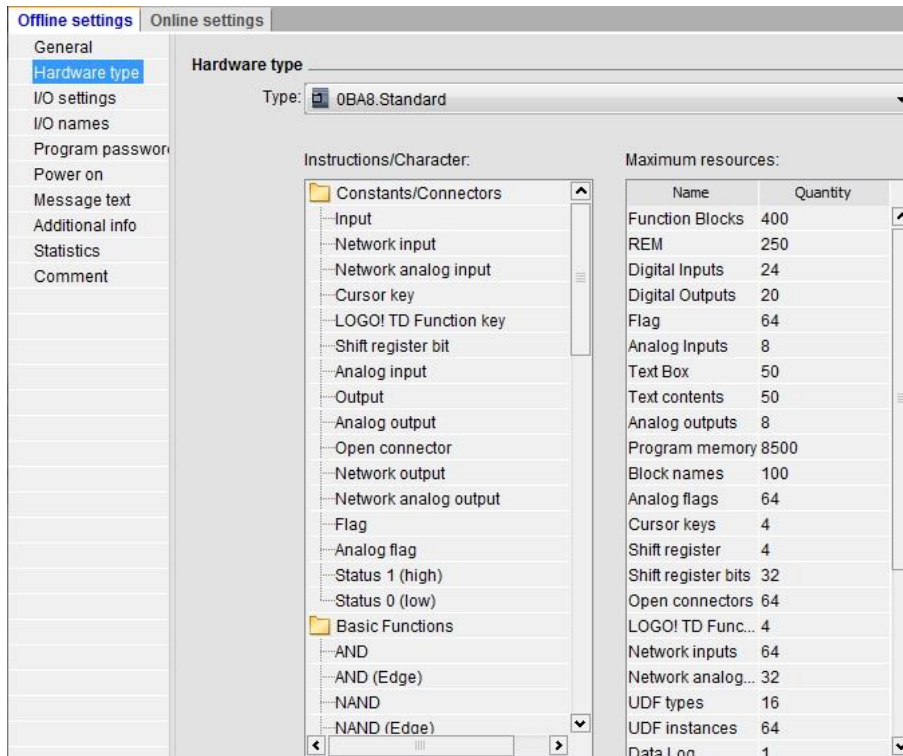 Offline settings Online settings
General
Hardware type
I/O settings
I/O names
Program password
Power on
Message text
Additional info
Statistics
Comment
Hardware type
Type: 0BA8.Standard
Instructions/Character:
Constants/Connectors
Input
Network input
Network analog input
Cursor key
LOGO! TD Function key
Shift register bit
Analog input
Output
Analog output
Open connector
Network output
Network analog output
Flag
Analog flag
Status 1 (high)
Status 0 (low)
Basic Functions
AND
AND (Edge)
NAND
NAND (Edge)
Maximum resources:
Name Quantity
Function Blocks 400
REM 250
Digital Inputs 24
Digital Outputs 20
Flag 64
Analog Inputs 8
Text Box 50
Text contents 50
Analog outputs 8
Program memory 8500
Block names 100
Analog flags 64
Cursor keys 4
Shift register 4
Shift register bits 32
Open connectors 64
LOGO! TD Func... 4
Network inputs 64
Network analog... 32
UDF types 16
UDF instances 64
Data Log 1